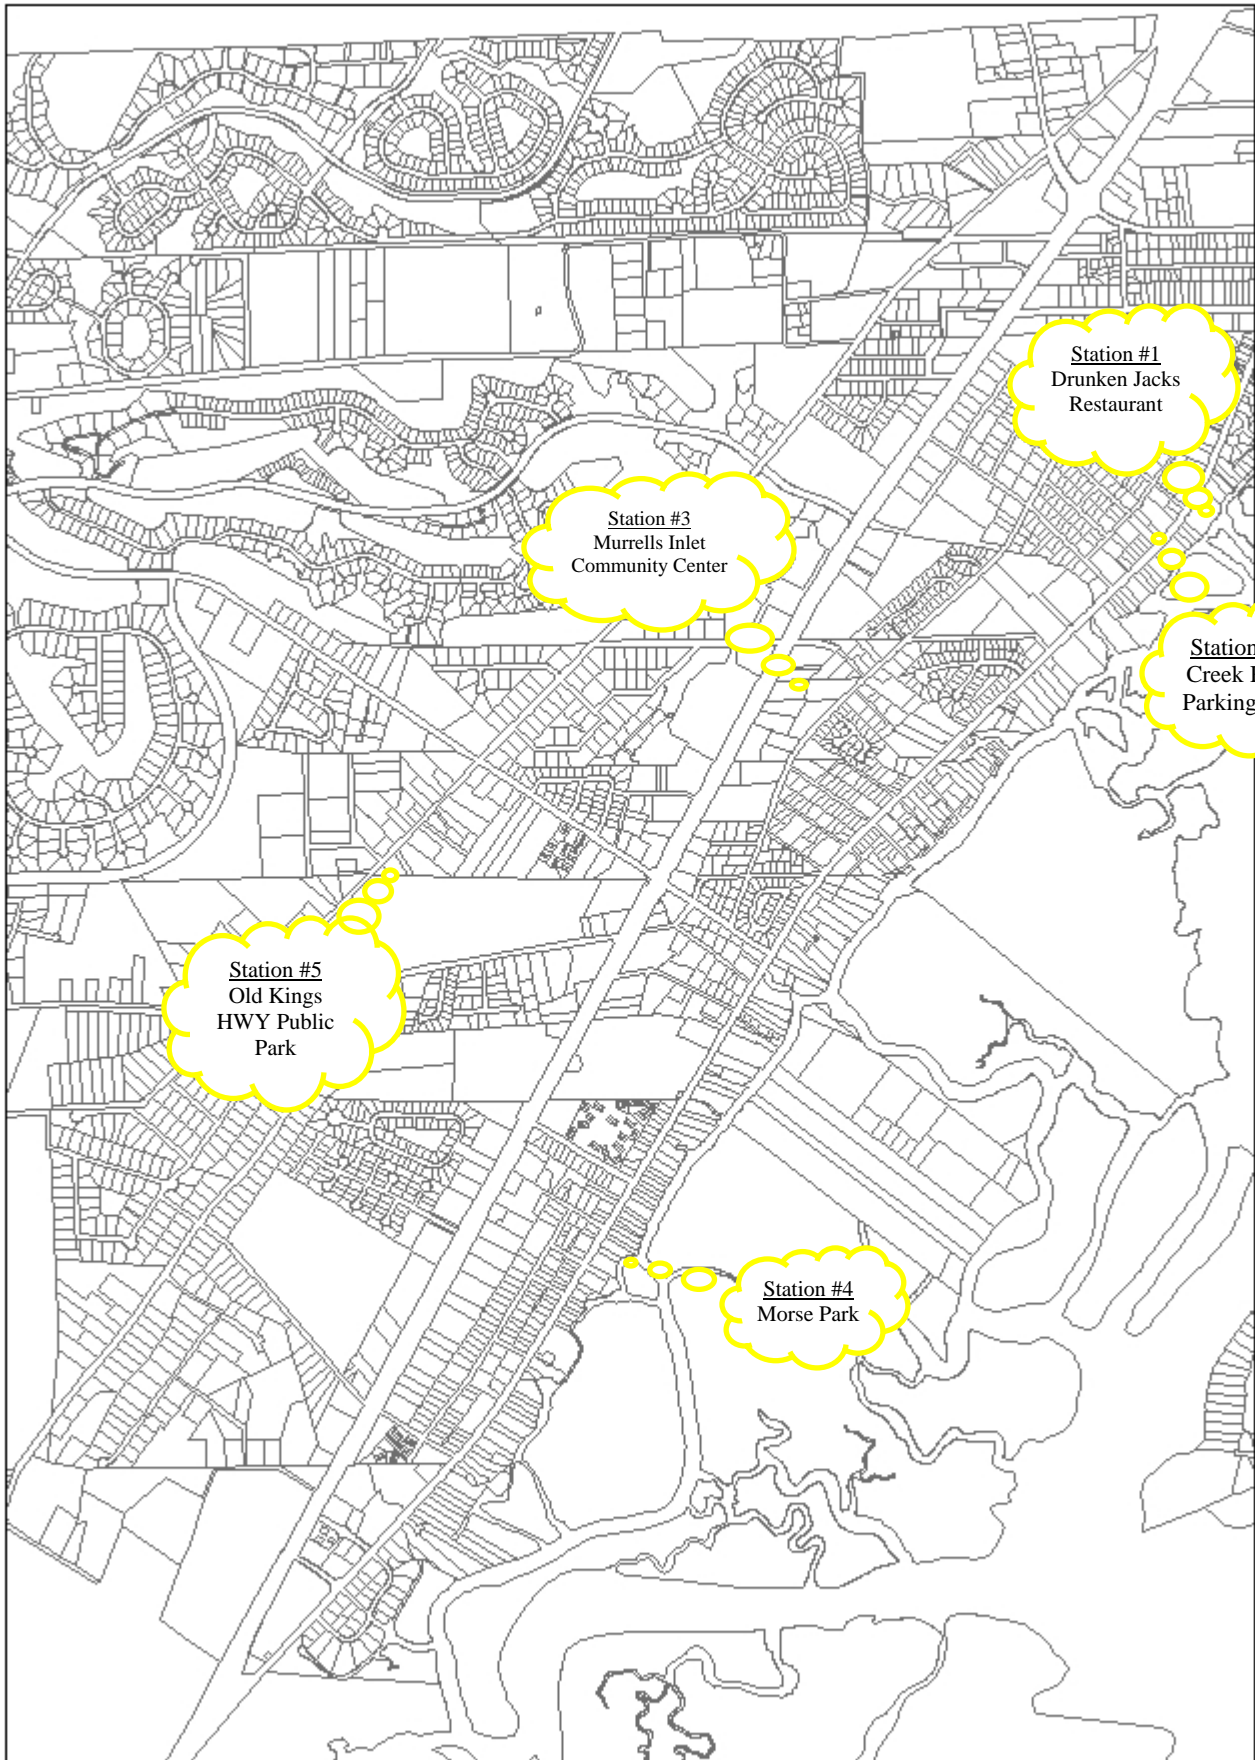 Station #1
Drunken Jacks
Restaurant
Station #3
Murrells Inlet
Community Center
Station
Creek
Parking
Station #5
Old Kings
HWY Public
Park
Station #4
Morse Park